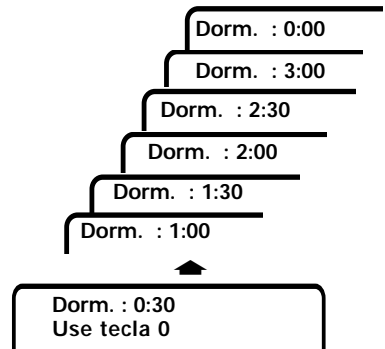 Dorm. : 0:00
Dorm. : 3:00
Dorm. : 2:30
Dorm. : 2:00
Dorm. : 1:30
Dorm. : 1:00
Dorm. : 0:30
Use tecla 0